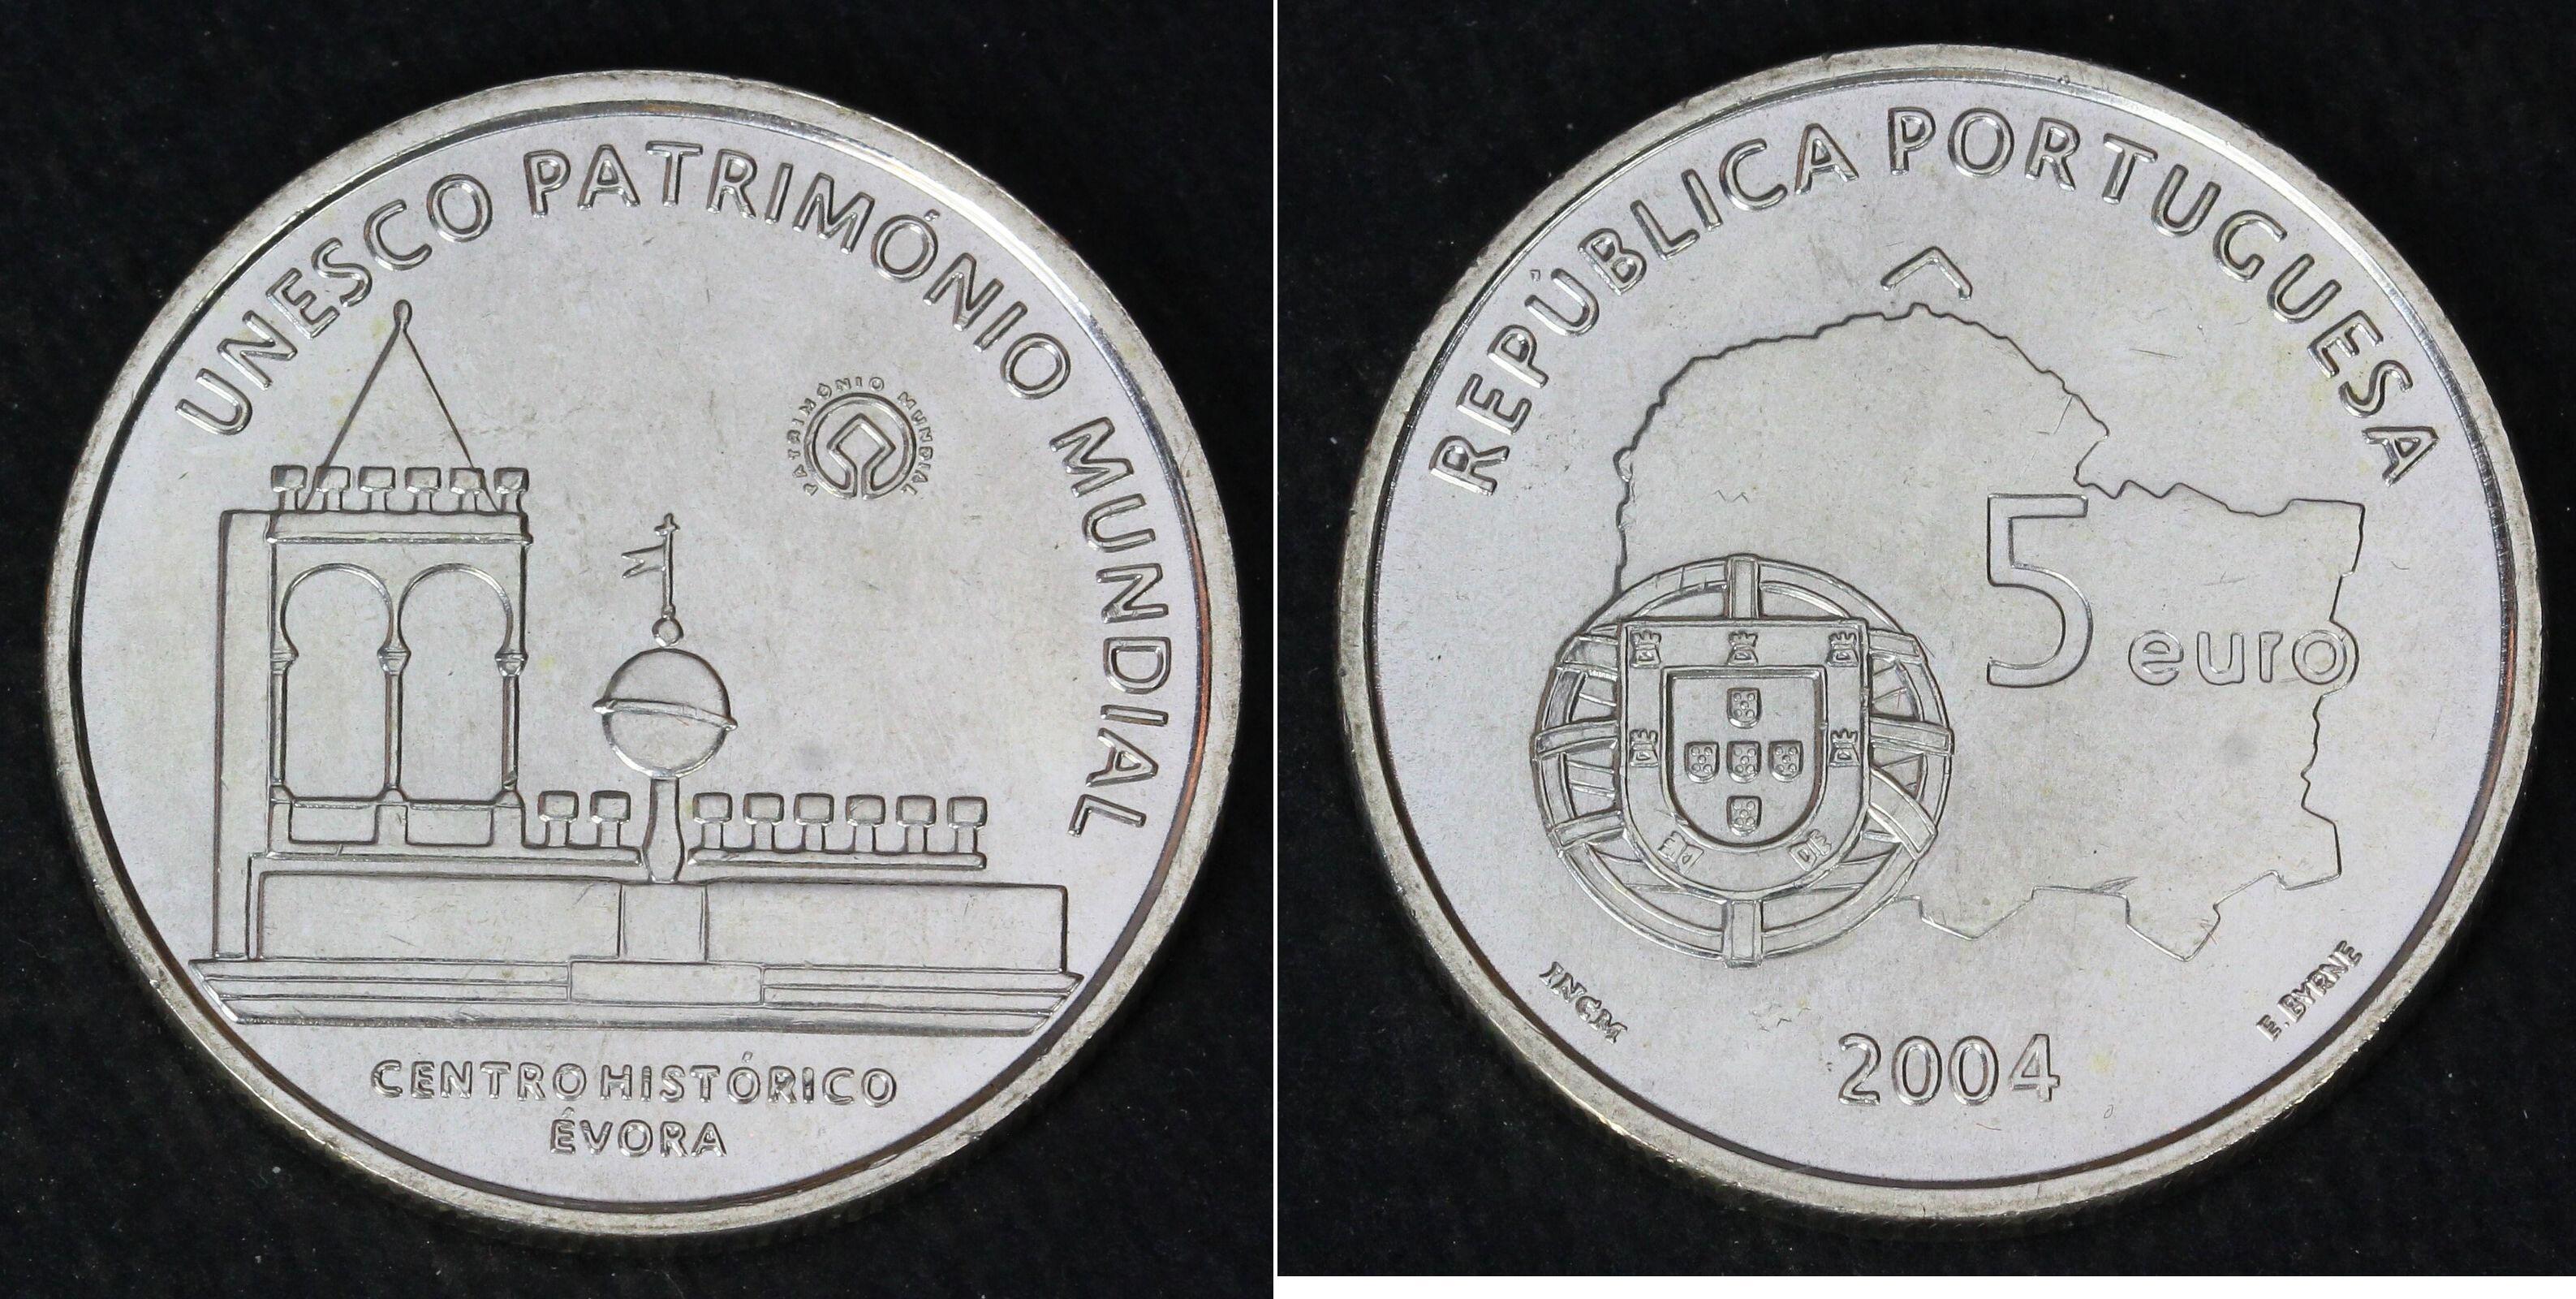 UNESCO PATRIMÓNIO MUNDIAL
PATRIMÓNIO MUNDIAL
CENTRO HISTÓRICO
ÉVORA
REPÚBLICA PORTUGUESA
5 euro
INCM
E. BYRNE
2004